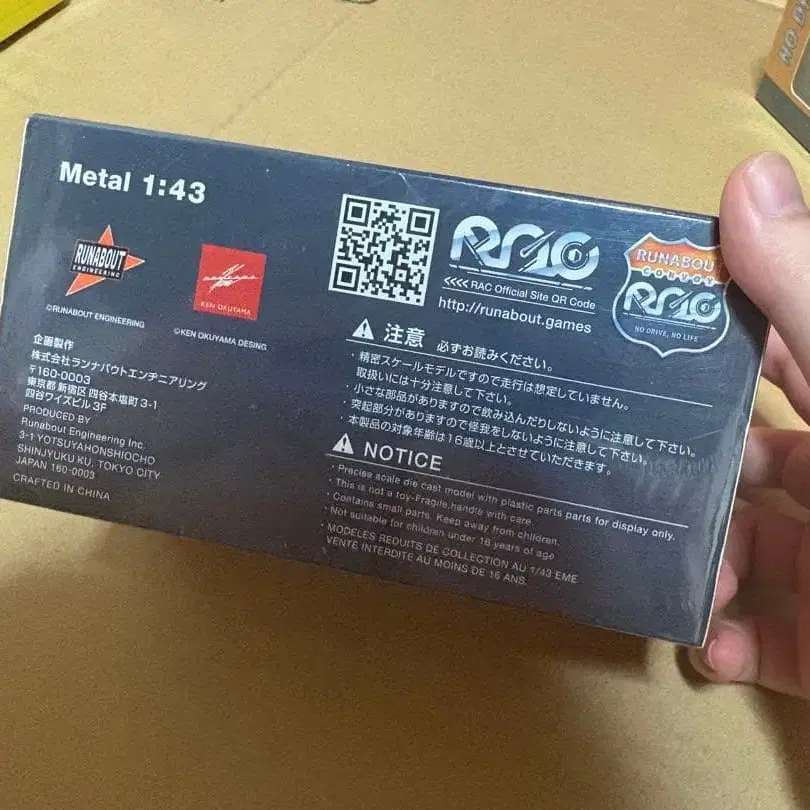 Metal 1:43
RUNABOUT
ENGINEERING
©RUNABOUT ENGINEERING
KEN OKUYAMA
©KEN OKUYAMA DESING
企画製作
株式会社ランナバウトエンヂニアリング
〒160-0003
東京都 新宿区 四谷本塩町 3-1
四谷ワイズビル 3F
PRODUCED BY
Runabout Engineering Inc.
3-1 YOTSUYAHONSHIOCHO
SHINJYUKU KU, TOKYO CITY
JAPAN 160-0003
CRAFTED IN CHINA
RAC
<<<< RAC Official Site QR Code
http://runabout.games
RUNABOU
CONVOY
RAC
NO DRIVE, NO LIFE
注意 必ずお読みください。
・精密スケールモデルですので走行は想定していません。
取扱いには十分注意して下さい。
・小さな部品がありますので飲み込んだりしないように注意して下さい。
・突起部分がありますので怪我をしないように注意して下さい。
・本製品の対象年齢は16歳以上とさせていただきます。
NOTICE
・Precise scale die cast model with plastic parts parts for display only.
・This is not a toy-Fragile,handle with care.
・Contains small parts. Keep away from children.
・Not suitable for children under 16 years of age
・MODELES REDUITS DE COLLECTION AU 1/43 EME
VENTE INTERDITE AU MOINS DE 16 ANS.
NO